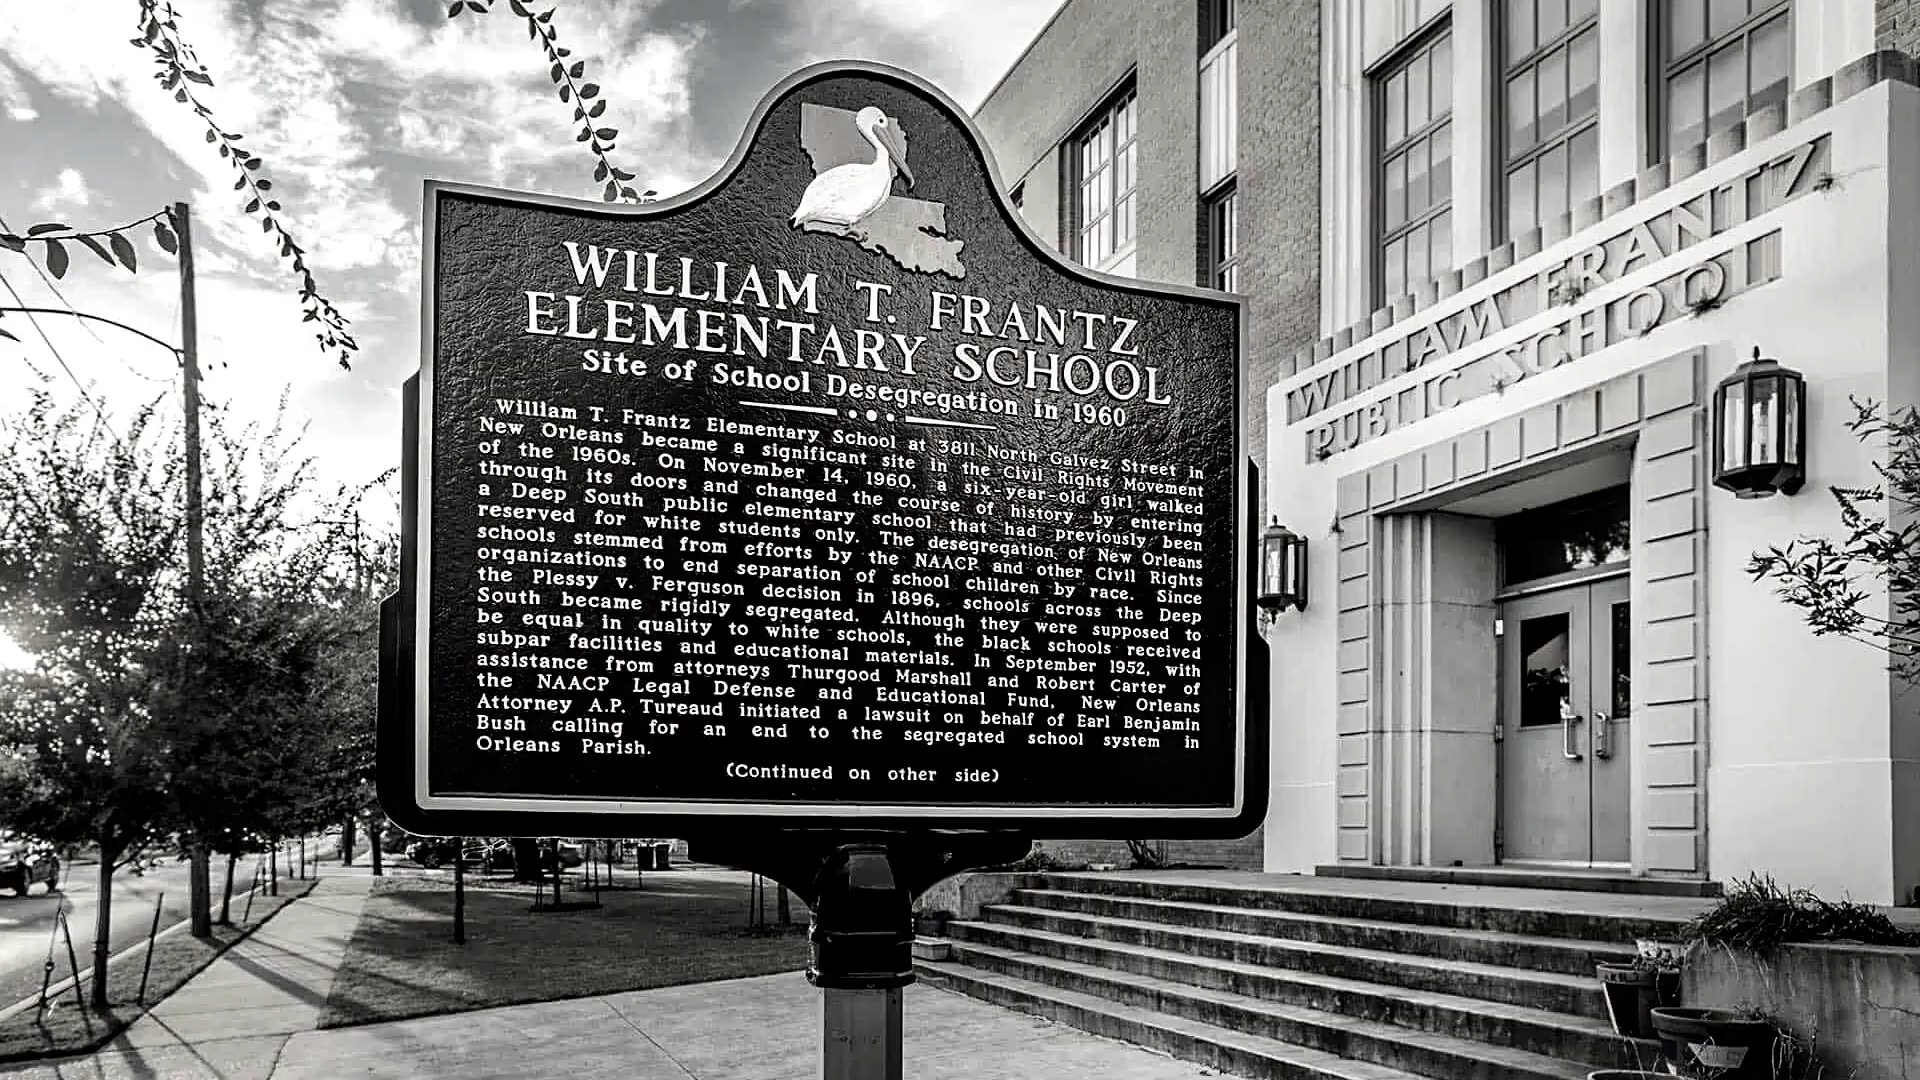 WILLIAM T. FRANTZ
ELEMENTARY SCHOOL
Site of School Desegregation in 1960
William T. Frantz Elementary School at 3811 North Galvez Street in
New Orleans became a significant site in the Civil Rights Movement
of the 1960s. On November 14, 1960, a six-year-old girl walked
through its doors and changed the course of history by entering
a Deep South public elementary school that had previously been
reserved for white students only. The desegregation of New Orleans
schools stemmed from efforts by the NAACP and other Civil Rights
organizations to end separation of school children by race. Since
the Plessy v. Ferguson decision in 1896, schools across the Deep
South became rigidly segregated. Although they were supposed to
be equal in quality to white schools, the black schools received
subpar facilities and educational materials. In September 1952, with
assistance from attorneys Thurgood Marshall and Robert Carter of
the NAACP Legal Defense and Educational Fund, New Orleans
Attorney A.P. Tureaud initiated a lawsuit on behalf of Earl Benjamin
Bush calling for an end to the segregated school system in
Orleans Parish.
(Continued on other side)
WILLIAM FRANTZ
PUBLIC SCHOOL